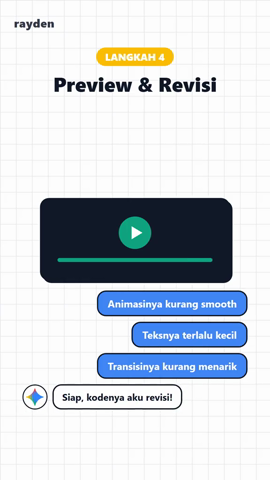 rayden
LANGKAH 4
Preview & Revisi
Animasinya kurang smooth
Teksnya terlalu kecil
Transisinya kurang menarik
Siap, kodenya aku revisi!